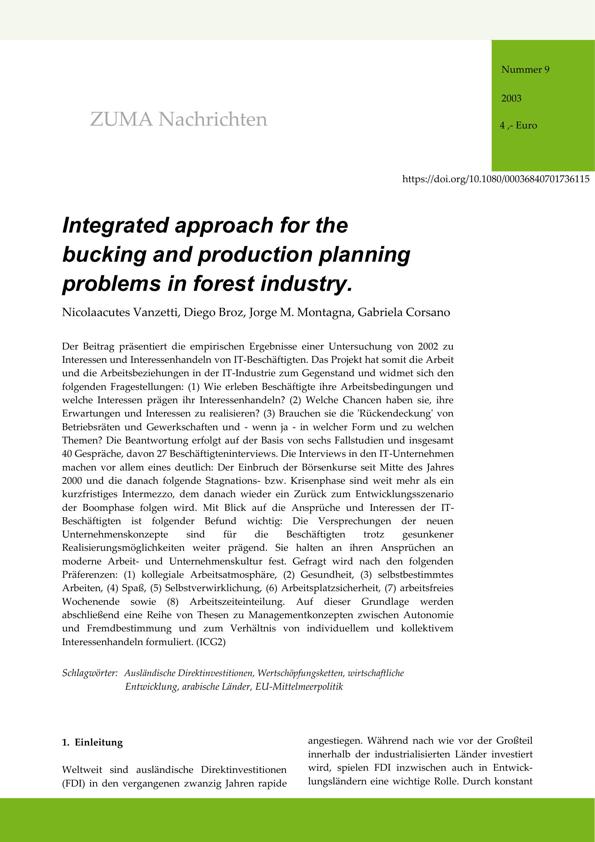 Nummer 9
2003
4 ,- Euro
ZUMA Nachrichten
https://doi.org/10.1080/00036840701736115
Integrated approach for the
bucking and production planning
problems in forest industry.
Nicolaacutes Vanzetti, Diego Broz, Jorge M. Montagna, Gabriela Corsano
Der Beitrag präsentiert die empirischen Ergebnisse einer Untersuchung von 2002 zu
Interessen und Interessenhandeln von IT-Beschäftigten. Das Projekt hat somit die Arbeit
und die Arbeitsbeziehungen in der IT-Industrie zum Gegenstand und widmet sich den
folgenden Fragestellungen: (1) Wie erleben Beschäftigte ihre Arbeitsbedingungen und
welche Interessen prägen ihr Interessenhandeln? (2) Welche Chancen haben sie, ihre
Erwartungen und Interessen zu realisieren? (3) Brauchen sie die 'Rückendeckung' von
Betriebsräten und Gewerkschaften und - wenn ja - in welcher Form und zu welchen
Themen? Die Beantwortung erfolgt auf der Basis von sechs Fallstudien und insgesamt
40 Gespräche, davon 27 Beschäftigteninterviews. Die Interviews in den IT-Unternehmen
machen vor allem eines deutlich: Der Einbruch der Börsenkurse seit Mitte des Jahres
2000 und die danach folgende Stagnations- bzw. Krisenphase sind weit mehr als ein
kurzfristiges Intermezzo, dem danach wieder ein Zurück zum Entwicklungsszenario
der Boomphase folgen wird. Mit Blick auf die Ansprüche und Interessen der IT-
Beschäftigten ist folgender Befund wichtig: Die Versprechungen der neuen
Unternehmenskonzepte sind für die Beschäftigten trotz gesunkener
Realisierungsmöglichkeiten weiter prägend. Sie halten an ihren Ansprüchen an
moderne Arbeit- und Unternehmenskultur fest. Gefragt wird nach den folgenden
Präferenzen: (1) kollegiale Arbeitsatmosphäre, (2) Gesundheit, (3) selbstbestimmtes
Arbeiten, (4) Spaß, (5) Selbstverwirklichung, (6) Arbeitsplatzsicherheit, (7) arbeitsfreies
Wochenende sowie (8) Arbeitszeiteinteilung. Auf dieser Grundlage werden
abschließend eine Reihe von Thesen zu Managementkonzepten zwischen Autonomie
und Fremdbestimmung und zum Verhältnis von individuellem und kollektivem
Interessenhandeln formuliert. (ICG2)
Schlagwörter: Ausländische Direktinvestitionen, Wertschöpfungsketten, wirtschaftliche
Entwicklung, arabische Länder, EU-Mittelmeerpolitik
1. Einleitung
Weltweit sind ausländische Direktinvestitionen
(FDI) in den vergangenen zwanzig Jahren rapide
angestiegen. Während nach wie vor der Großteil
innerhalb der industrialisierten Länder investiert
wird, spielen FDI inzwischen auch in Entwick-
lungsländern eine wichtige Rolle. Durch konstant